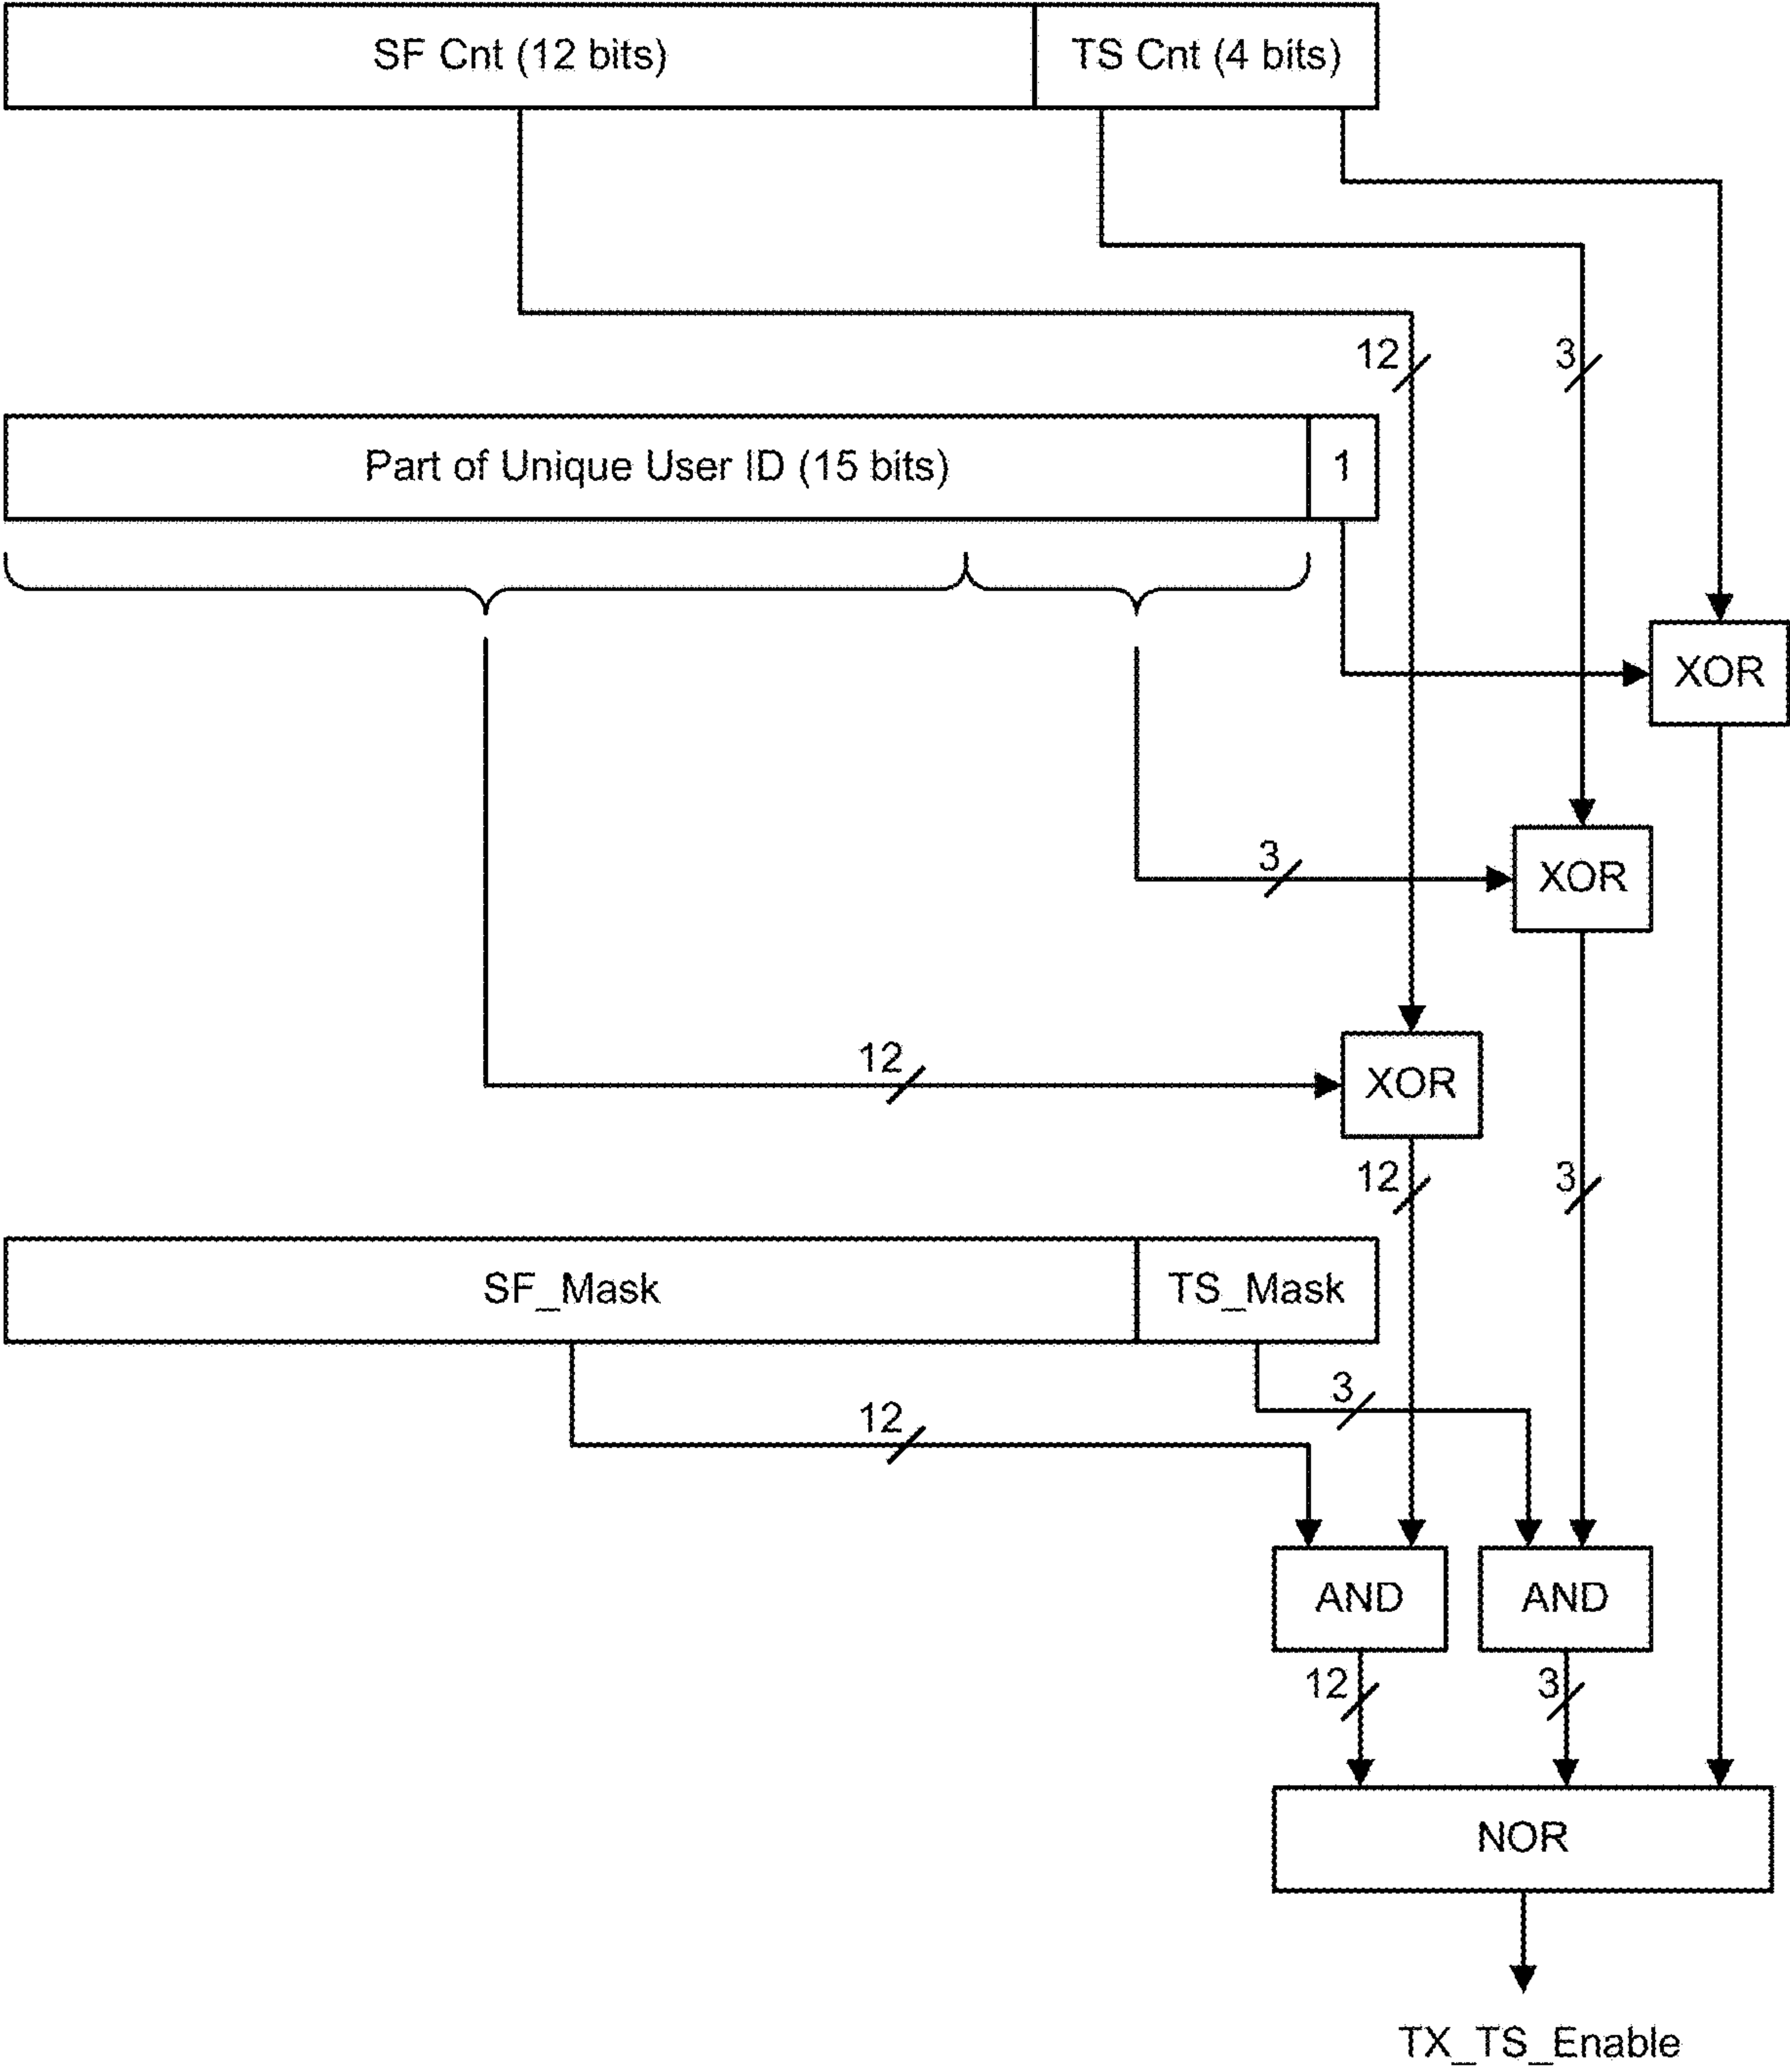 SF Cnt (12 bits) TS Cnt (4 bits)
12 3
Part of Unique User ID (15 bits) 1
XOR
3 XOR
12 XOR
12 3
SF_Mask TS_Mask
3
12
AND AND
12 3
NOR
TX_TS_Enable